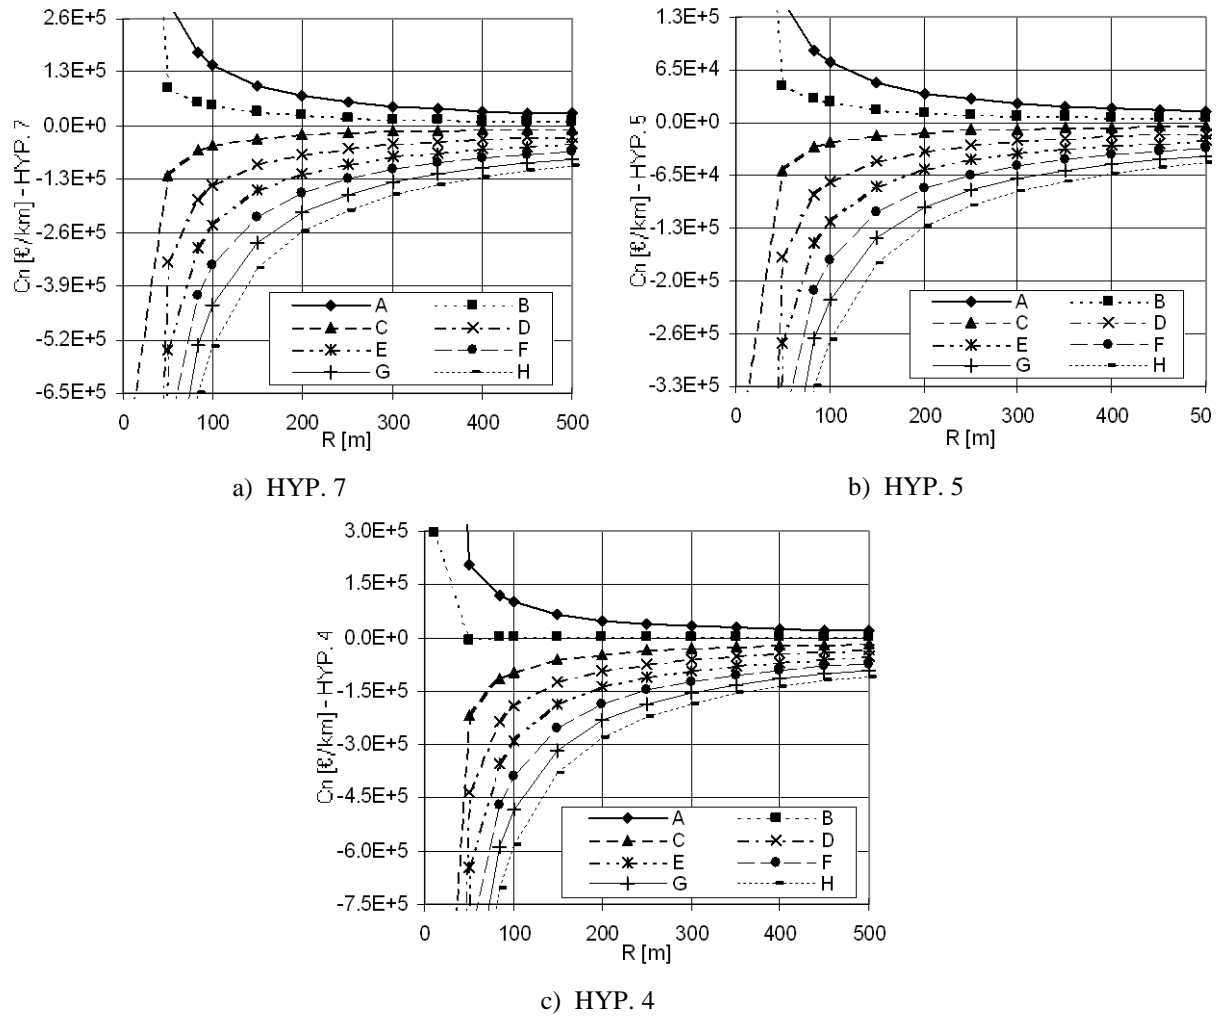 2.6E+5
1.3E+5
0.0E+0
-1.3E+5
-2.6E+5
-3.9E+5
-5.2E+5
-6.5E+5
Cn [€/km] - HYP. 7
A B
C D
E F
G H
0 100 200 300 400 500
R [m]
a) HYP. 7
1.3E+5
6.5E+4
0.0E+0
-6.5E+4
-1.3E+5
-2.0E+5
-2.6E+5
-3.3E+5
Cn [€/km] - HYP. 5
A B
C D
E F
G H
0 100 200 300 400 50
R [m]
b) HYP. 5
3.0E+5
1.5E+5
0.0E+0
-1.5E+5
-3.0E+5
-4.5E+5
-6.0E+5
-7.5E+5
Cn [€/km] - HYP. 4
A B
C D
E F
G H
0 100 200 300 400 500
R [m]
c) HYP. 4